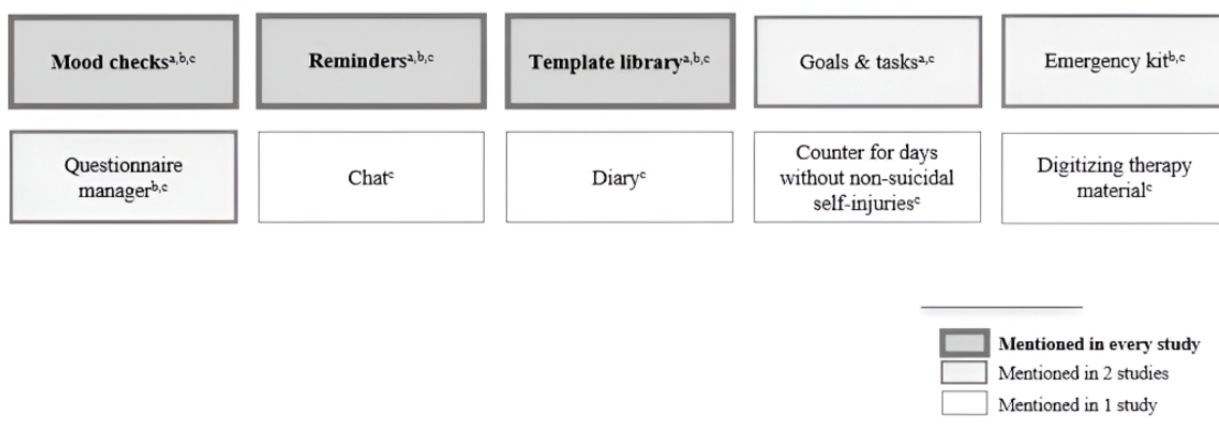 Mood checksᵃ,ᵇ,ᶜ
Remindersᵃ,ᵇ,ᶜ
Template libraryᵃ,ᵇ,ᶜ
Goals & tasksᵃ,ᶜ
Emergency kitᵇ,ᶜ
Questionnaire
managerᵇ,ᶜ
Chatᶜ
Diaryᶜ
Counter for days
without non-suicidal
self-injuriesᶜ
Digitizing therapy
materialᶜ
Mentioned in every study
Mentioned in 2 studies
Mentioned in 1 study